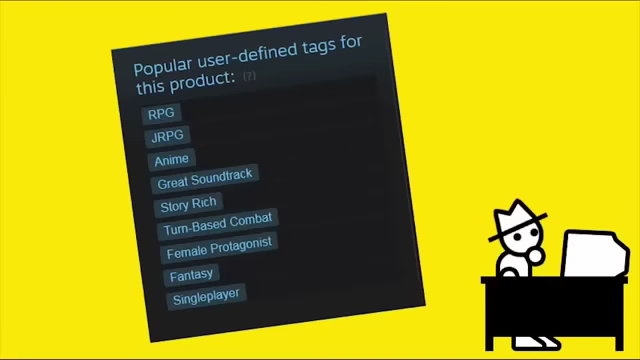 Popular user-defined tags for
this product: (?)
RPG
JRPG
Anime
Great Soundtrack
Story Rich
Turn-Based Combat
Female Protagonist
Fantasy
Singleplayer